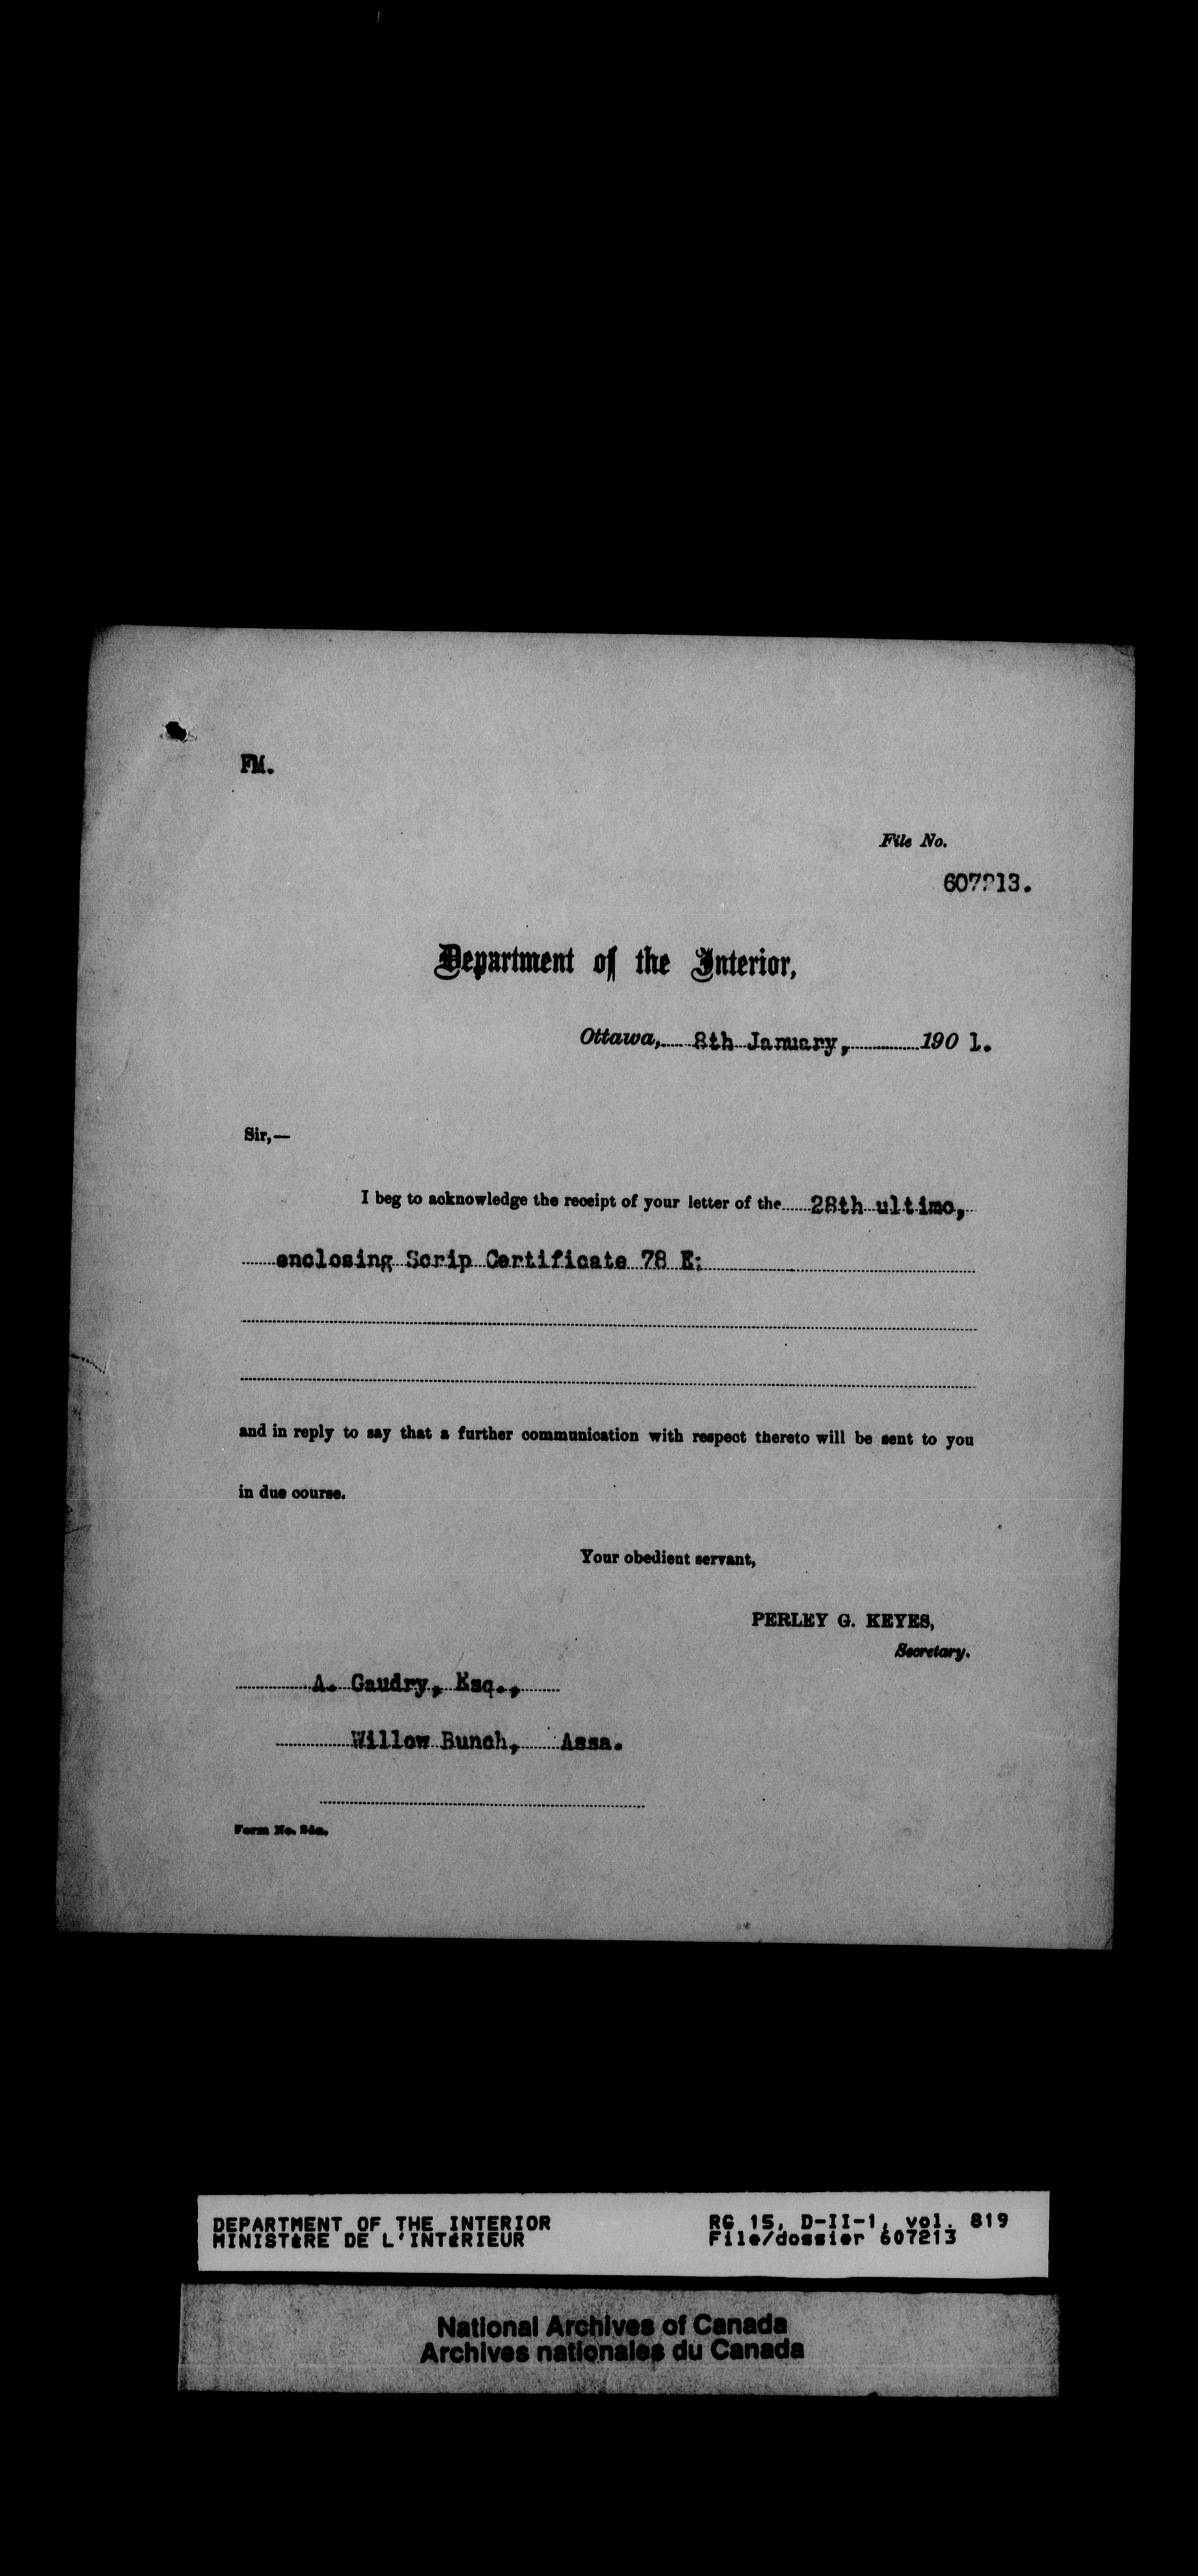 FM.
File No.
607213.
Department of the Interior,
Ottawa, 8th January, 190 1.
Sir,—
I beg to acknowledge the receipt of your letter of the 28th ultimo,
enclosing Scrip Certificate 78 E:
and in reply to say that a further communication with respect thereto will be sent to you
in due course.
Your obedient servant,
PERLEY G. KEYES,
Secretary.
A. Gaudry, Esq.,
Willow Bunch, Assa.
Form No.
DEPARTMENT OF THE INTERIOR
MINISTÈRE DE L'INTÉRIEUR
RG 15, D-II-1, vol. 819
File/dossier 607213
National Archives of Canada
Archives nationales du Canada